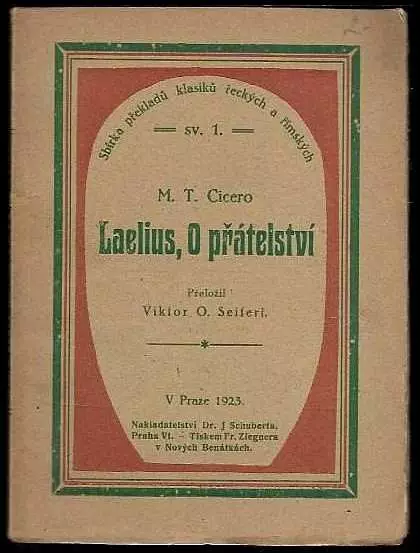 Sbírka překladů klasiků řeckých a římských
— sv. 1. —
M. T. Cicero
Laelius, O přátelství
Přeložil
Viktor O. Seifert.
V Praze 1923.
Nakladatelství Dr. J Schuberta,
Praha VI. – Tiskem Fr. Zieguera
v Nových Benátkách.